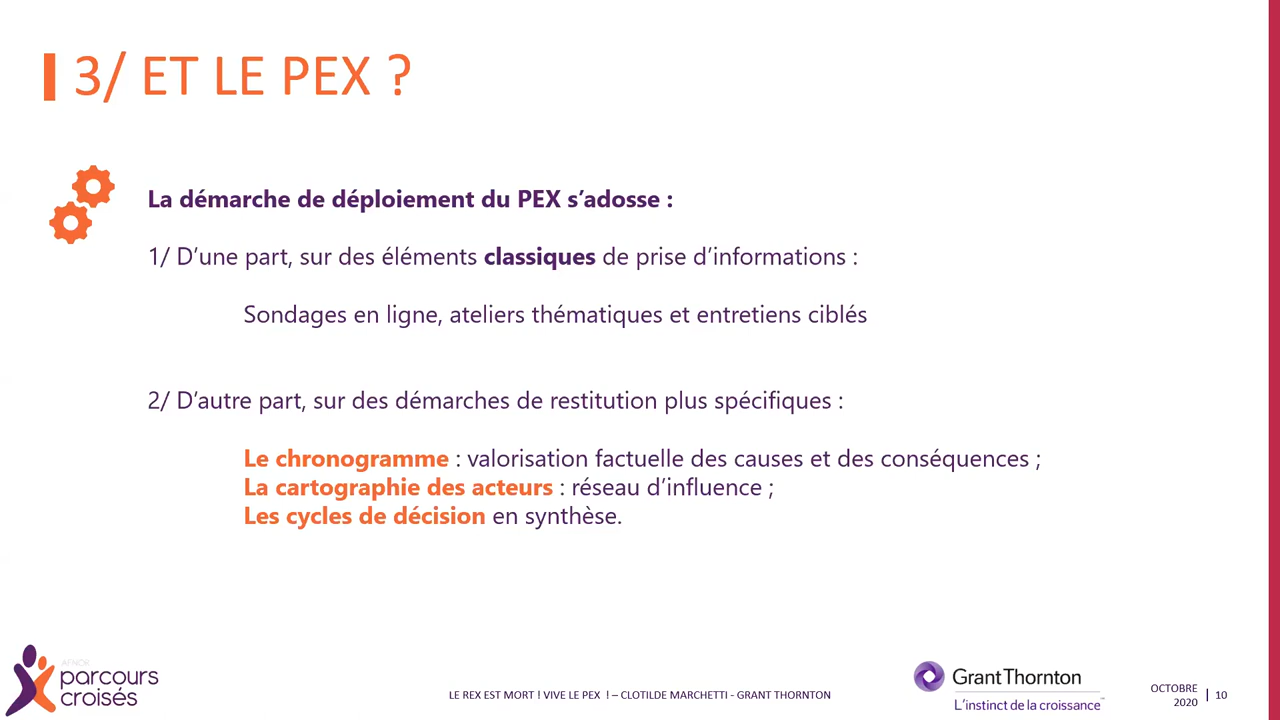 3/ ET LE PEX ?
La démarche de déploiement du PEX s’adosse :
1/ D’une part, sur des éléments classiques de prise d’informations :
Sondages en ligne, ateliers thématiques et entretiens ciblés
2/ D’autre part, sur des démarches de restitution plus spécifiques :
Le chronogramme : valorisation factuelle des causes et des conséquences ;
La cartographie des acteurs : réseau d’influence ;
Les cycles de décision en synthèse.
AFNOR
parcours
croisés
LE REX EST MORT ! VIVE LE PEX ! – CLOTILDE MARCHETTI - GRANT THORNTON
Grant Thornton
L’instinct de la croissance™
OCTOBRE
2020
10